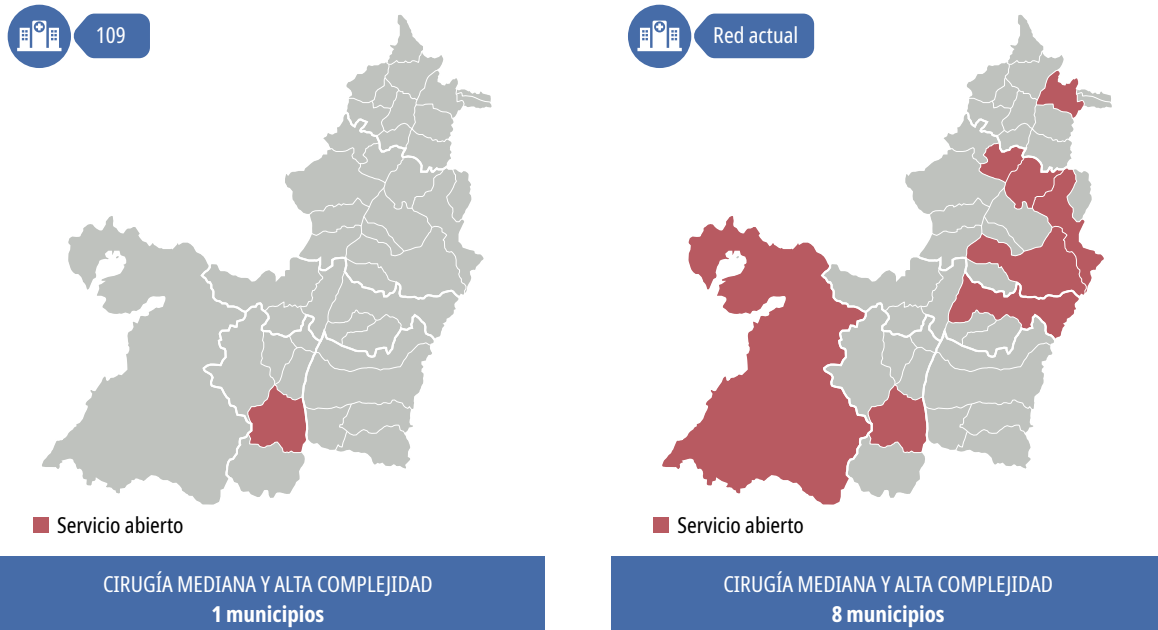 109
Servicio abierto
CIRUGÍA MEDIANA Y ALTA COMPLEJIDAD
1 municipios
Red actual
Servicio abierto
CIRUGÍA MEDIANA Y ALTA COMPLEJIDAD
8 municipios